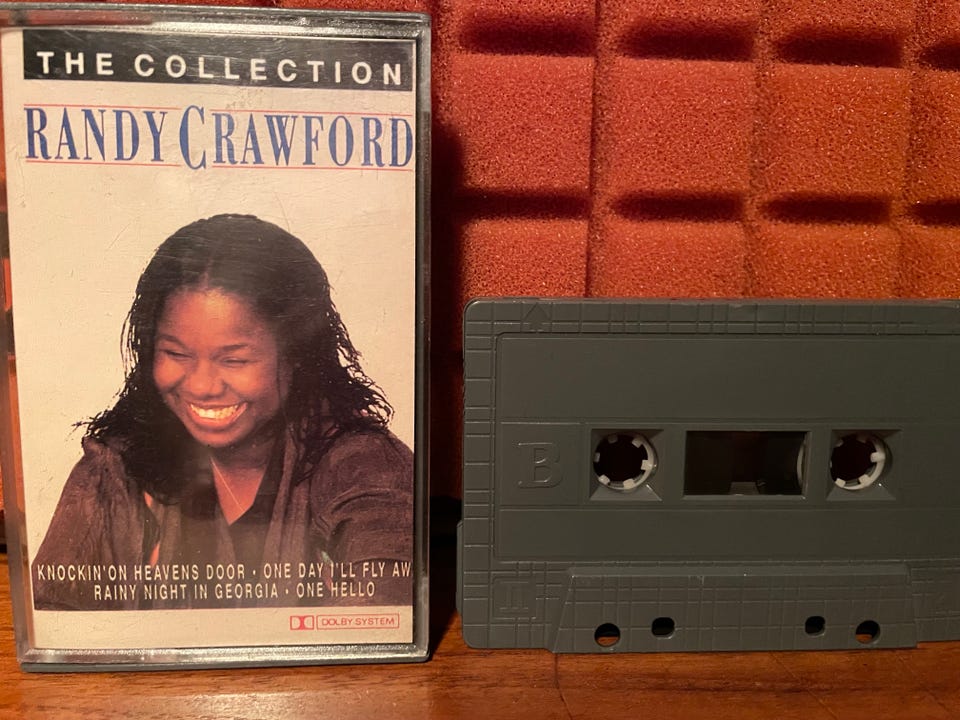 THE COLLECTION
RANDY CRAWFORD
KNOCKIN'ON HEAVENS DOOR · ONE DAY I'LL FLY AW
RAINY NIGHT IN GEORGIA · ONE HELLO
DOLBY SYSTEM
B
II